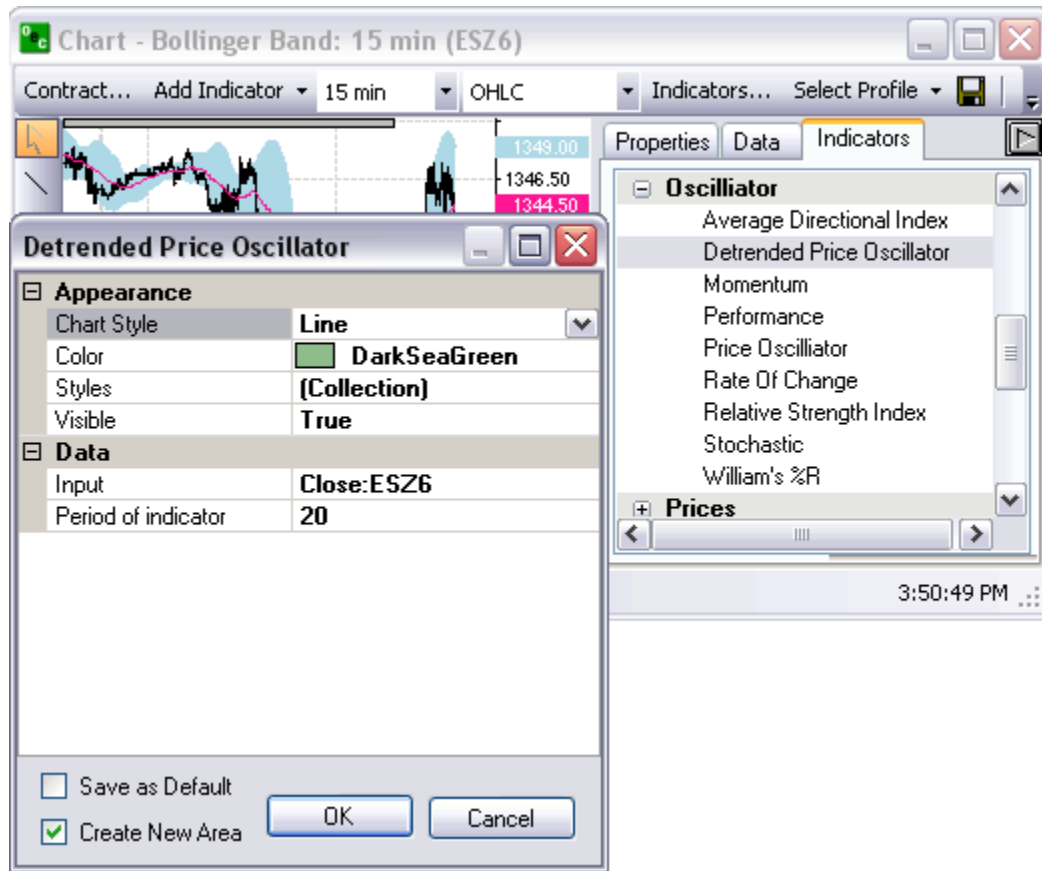 Oec Chart - Bollinger Band: 15 min (ESZ6)
Contract... Add Indicator 15 min OHLC Indicators... Select Profile
1349.00
1346.50
1344.50
Properties Data Indicators
Oscilliator
Average Directional Index
Detrended Price Oscillator
Momentum
Performance
Price Oscilliator
Rate Of Change
Relative Strength Index
Stochastic
William's %R
Prices
3:50:49 PM
Detrended Price Oscillator
Appearance
Chart Style Line
Color DarkSeaGreen
Styles (Collection)
Visible True
Data
Input Close:ESZ6
Period of indicator 20
Save as Default
Create New Area
OK Cancel